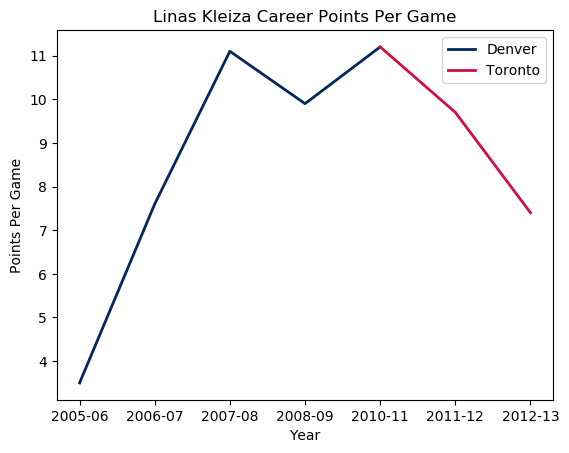 Linas Kleiza Career Points Per Game
Denver
Toronto
11
10
9
8
7
6
5
4
Points Per Game
2005-06 2006-07 2007-08 2008-09 2010-11 2011-12 2012-13
Year